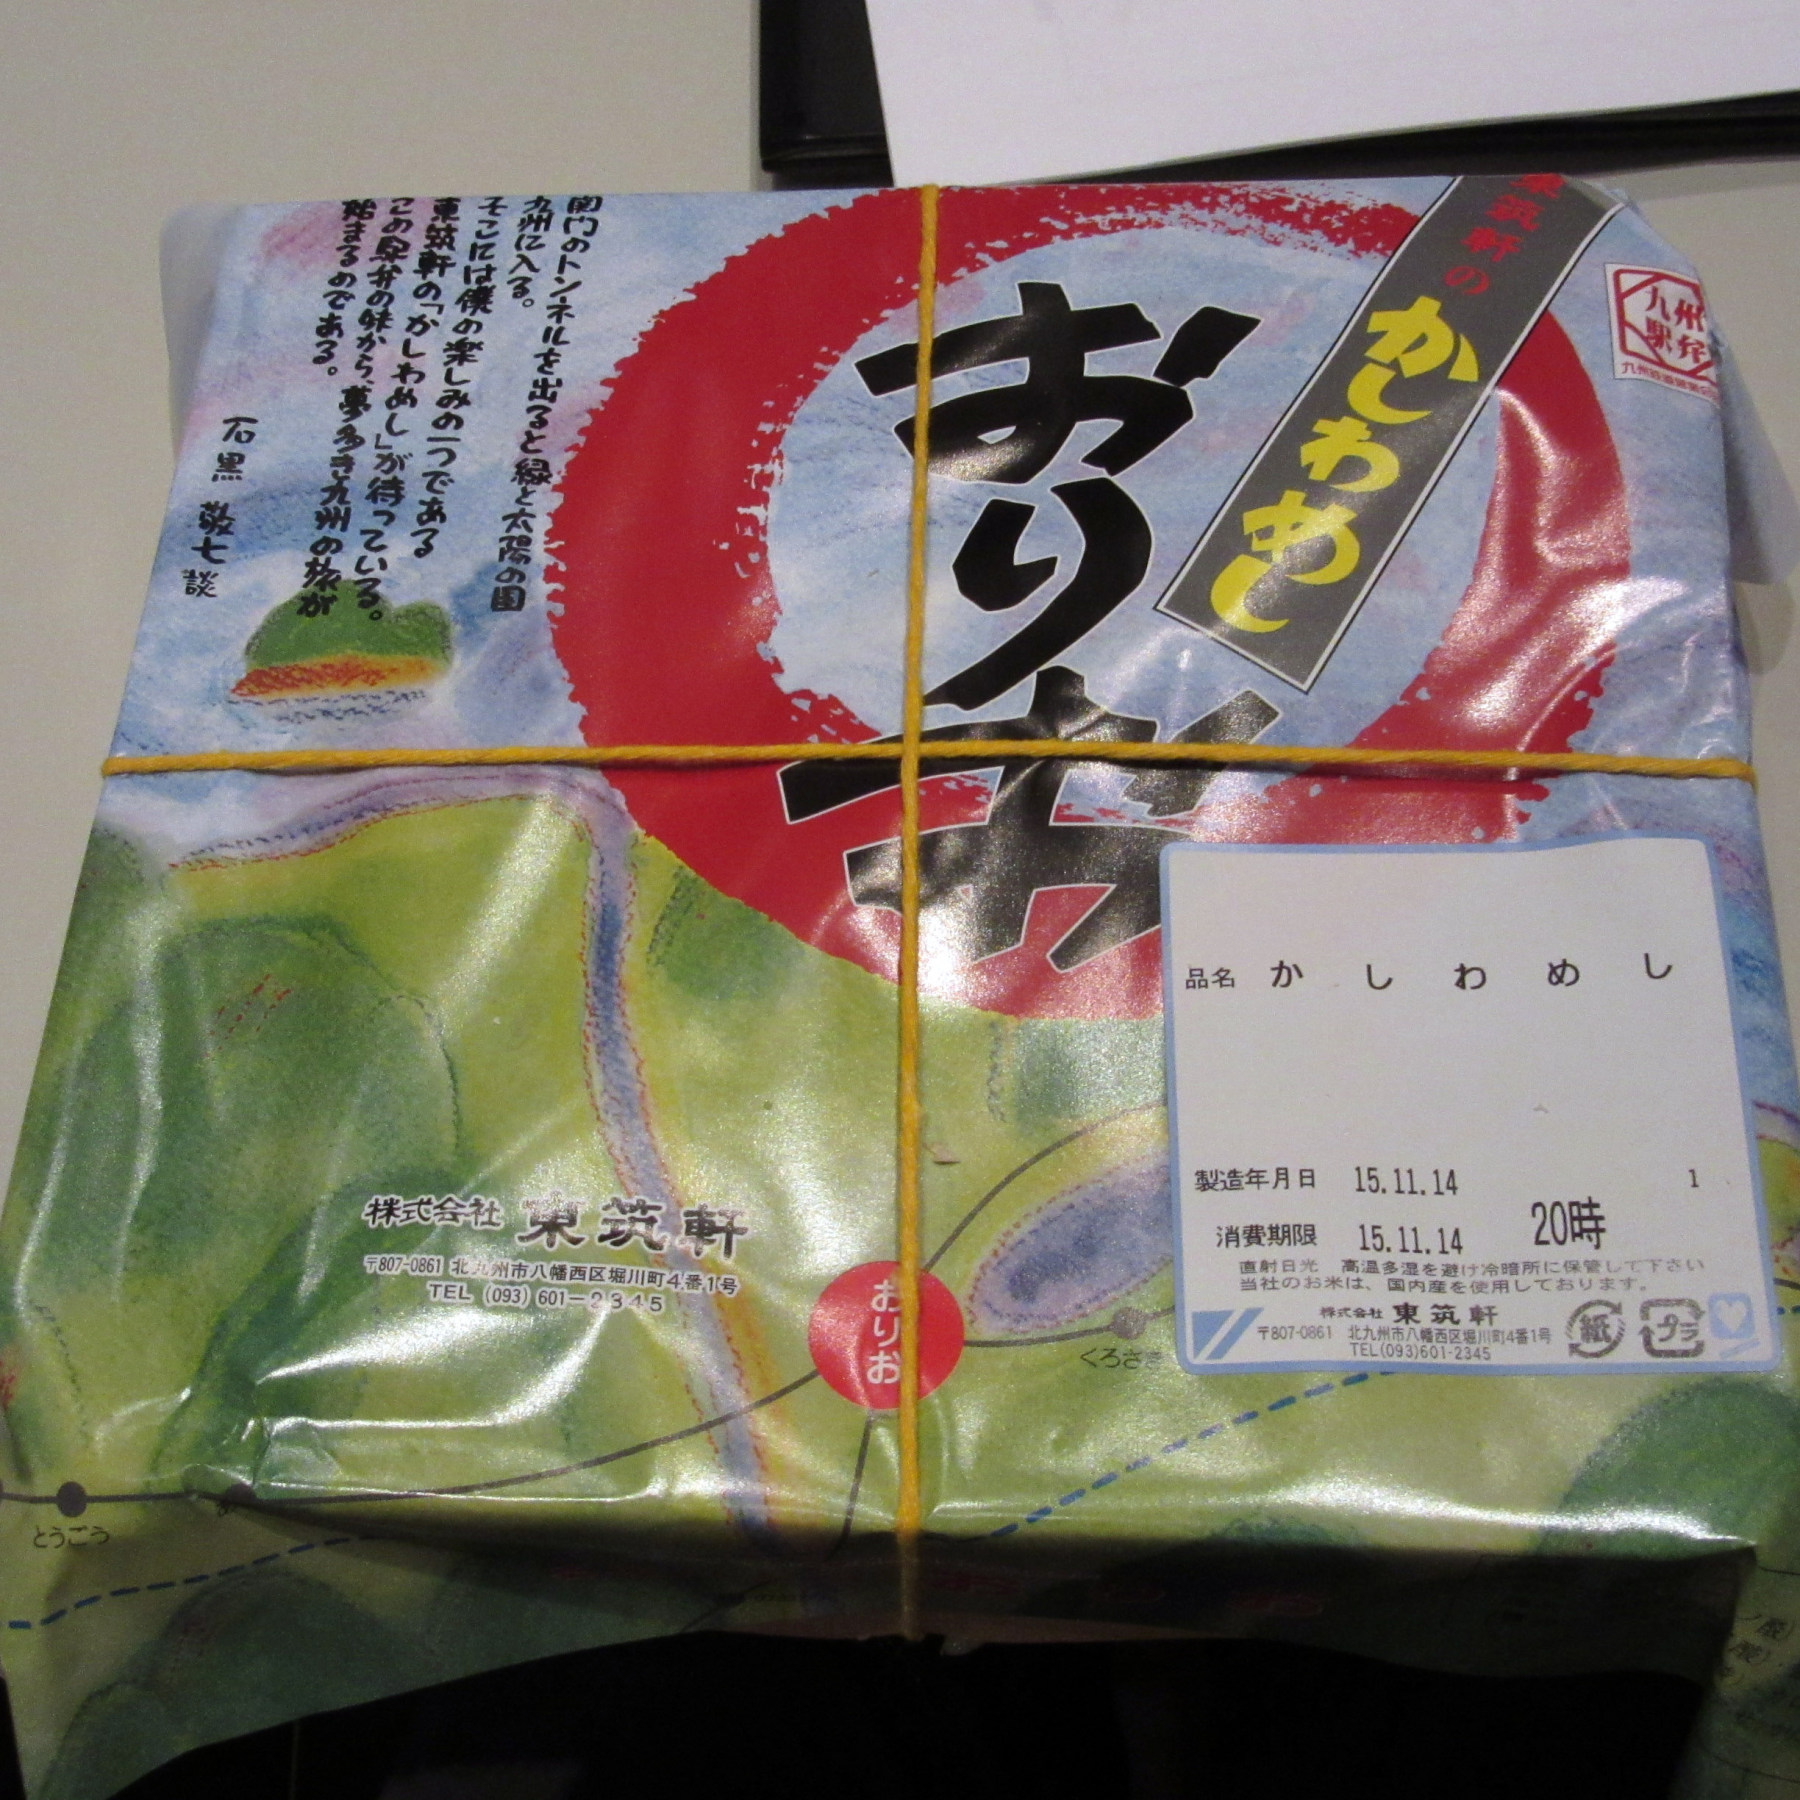 関門のトンネルを出ると緑と太陽の国
九州に入る。
そこには僕の楽しみの一つである
東筑軒の「かしわめし」が待っている。
この駅弁の味から、夢多き九州の旅が
始まるのである。
石黒 敬七 談
おりお
東筑軒の かしわめし
九州
駅弁
品名 かしわめし
製造年月日 15.11.14 1
消費期限 15.11.14 20時
直射日光 高温多湿を避け冷暗所に保管して下さい
当社のお米は、国内産を使用しております。
株式会社 東筑軒
〒807-0861 北九州市八幡西区堀川町4番1号
TEL(093)601-2345
紙
プラ
株式会社 東筑軒
〒807-0861 北九州市八幡西区堀川町4番1号
TEL (093) 601-2345
おりお
くろさき
とうごう